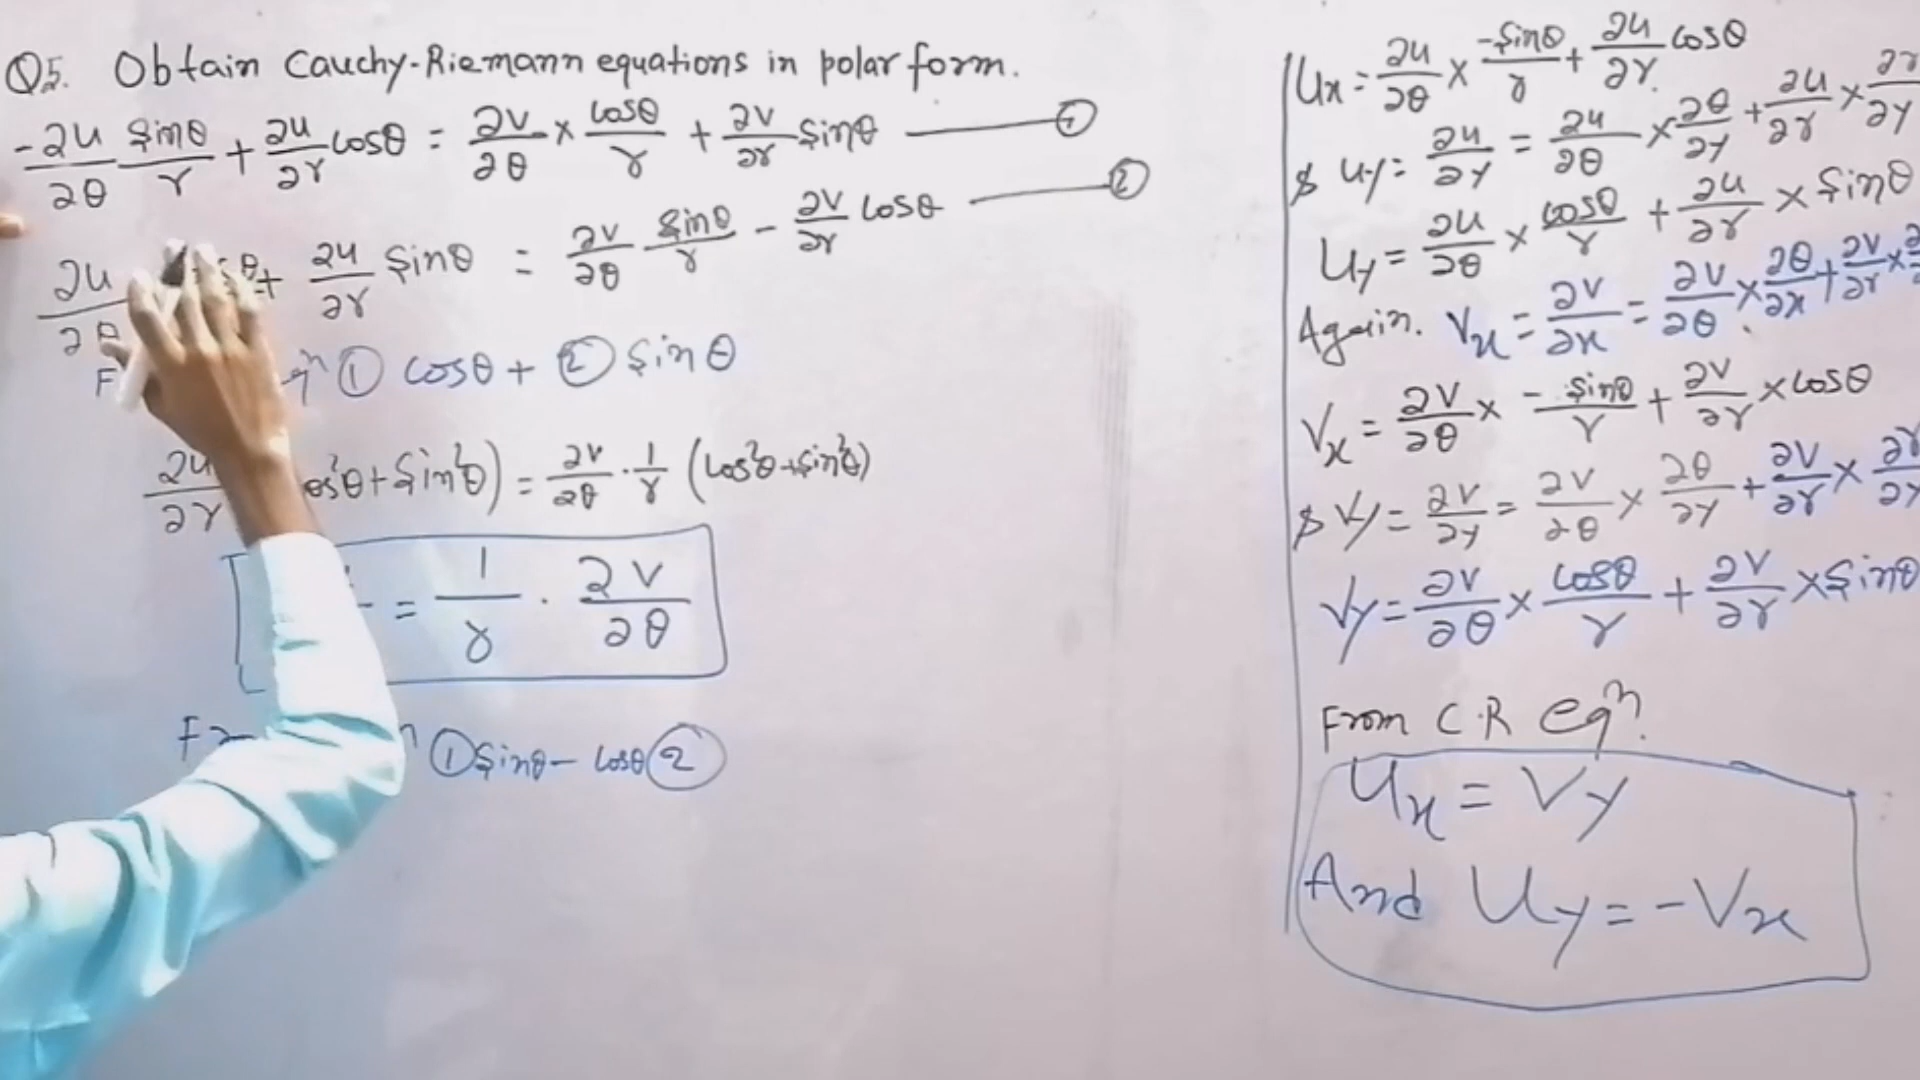 Q5. Obtain Cauchy-Riemann equations in polar form.
-∂u/∂θ sinθ/r + ∂u/∂r cosθ = ∂v/∂θ × cosθ/r + ∂v/∂r sinθ —— ①
∂u/∂θ θ + ∂u/∂r sinθ = ∂v/∂θ sinθ/r - ∂v/∂r cosθ —— ②
① cosθ + ② sinθ
∂u/∂r os²θ + sin²θ) = ∂v/∂θ · 1/r (cos²θ + sin²θ)
= 1/r · ∂v/∂θ
① sinθ - cosθ ②
Ux = ∂u/∂θ × -sinθ/r + ∂u/∂r cosθ
& Uy = ∂u/∂y = ∂u/∂θ × ∂θ/∂y + ∂u/∂r × ∂r/∂y
Uy = ∂u/∂θ × cosθ/r + ∂u/∂r × sinθ
Again. Vx = ∂v/∂x = ∂v/∂θ × ∂θ/∂x + ∂v/∂r ×
Vx = ∂v/∂θ × - sinθ/r + ∂v/∂r × cosθ
& Vy = ∂v/∂y = ∂v/∂θ × ∂θ/∂y + ∂v/∂r × ∂r/∂y
Vy = ∂v/∂θ × cosθ/r + ∂v/∂r × sinθ
From C.R eqn.
Ux = Vy
And Uy = -Vx